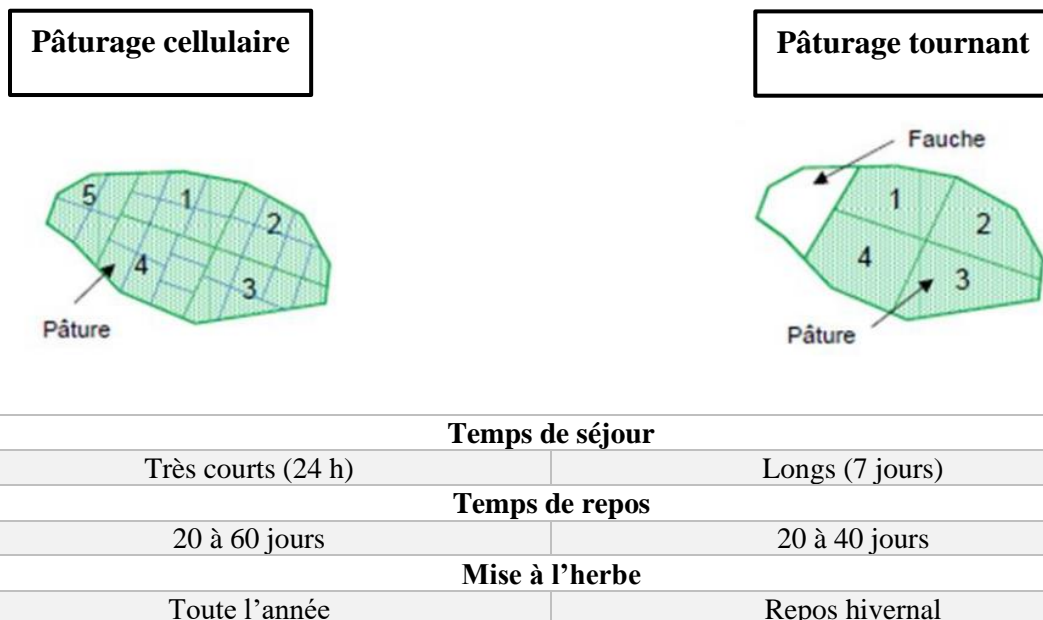 Pâturage cellulaire
Pâturage tournant
5
1
2
4
3
Pâture
Fauche
1
2
4
3
Pâture
Temps de séjour
Très courts (24 h)
Longs (7 jours)
Temps de repos
20 à 60 jours
20 à 40 jours
Mise à l’herbe
Toute l’année
Repos hivernal